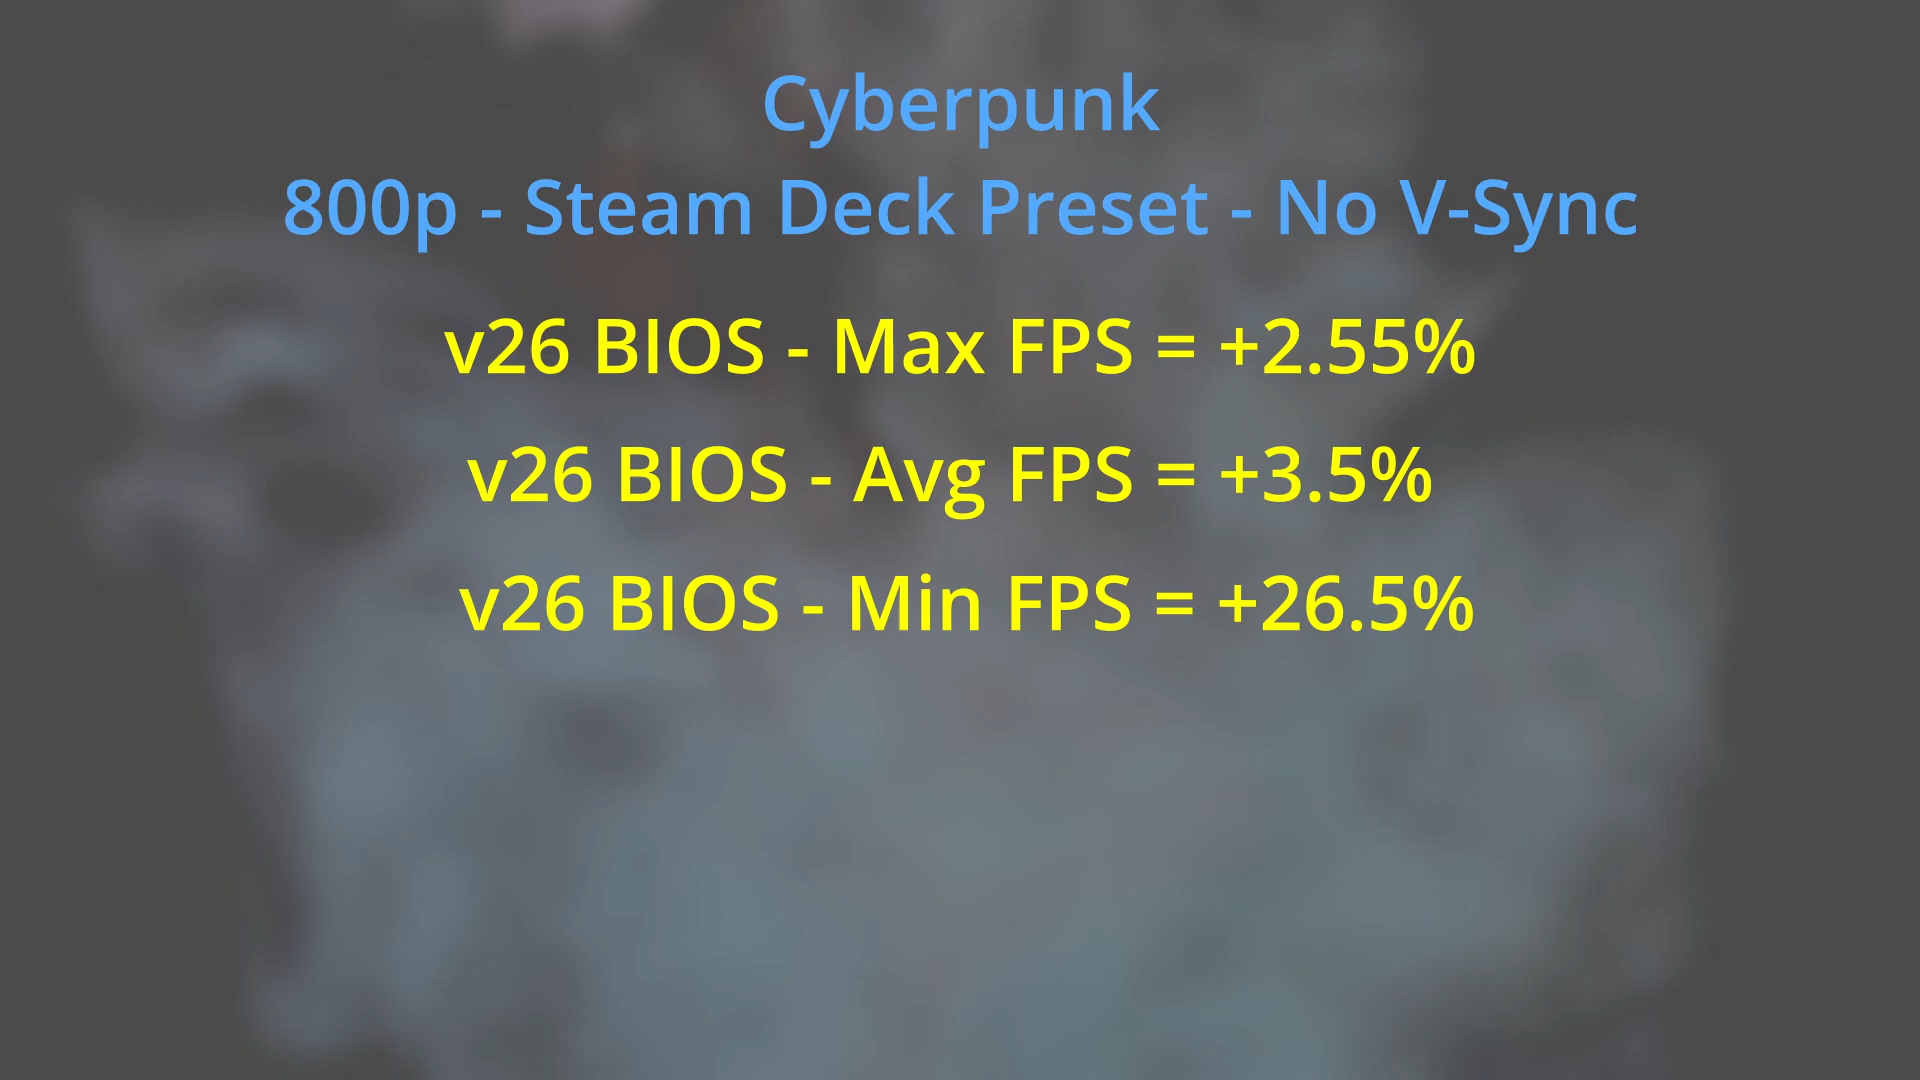 Cyberpunk
800p - Steam Deck Preset - No V-Sync
v26 BIOS - Max FPS = +2.55%
v26 BIOS - Avg FPS = +3.5%
v26 BIOS - Min FPS = +26.5%